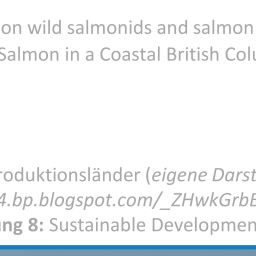 on wild salmonids and salmon
Salmon in a Coastal British Colu
roduktionsländer (eigene Darst
4.bp.blogspot.com/_ZHwkGrbE
ng 8: Sustainable Developmen